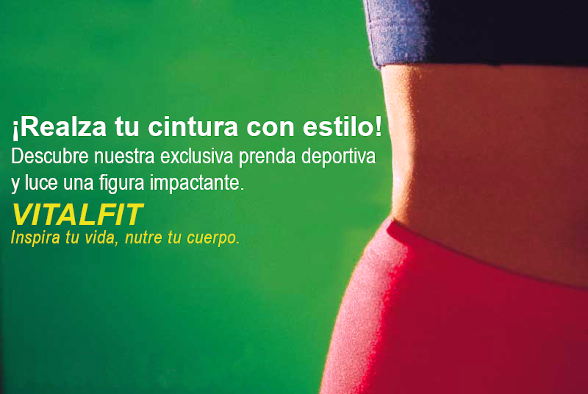 ¡Realza tu cintura con estilo!
Descubre nuestra exclusiva prenda deportiva
y luce una figura impactante.
VITALFIT
Inspira tu vida, nutre tu cuerpo.